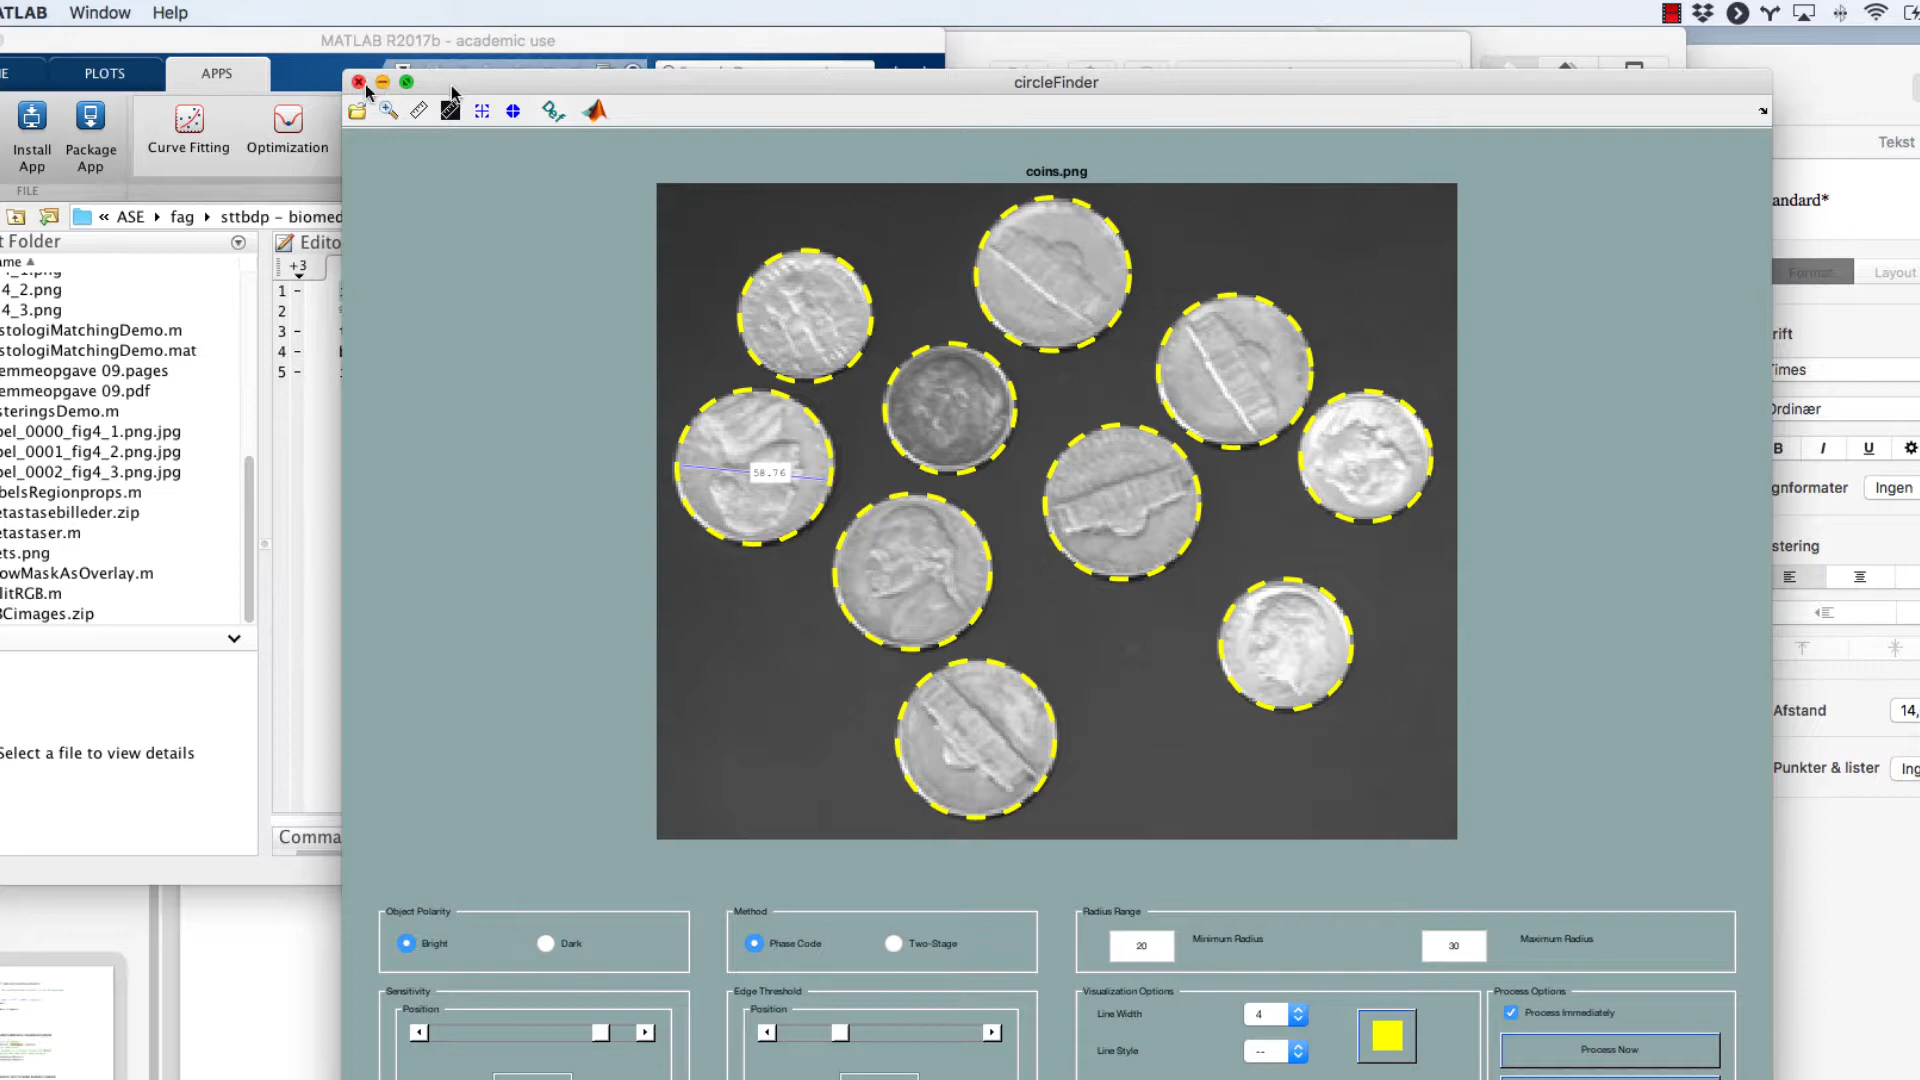 ATLAB Window Help
MATLAB R2017b - academic use
PLOTS APPS
circleFinder
Install App
Package App
Curve Fitting
Optimization
FILE
« ASE fag sttbdp - biomed
t Folder
Edito
ame
+3
4_2.png
4_3.png
stologiMatchingDemo.m
stologiMatchingDemo.mat
emmeopgave 09.pages
emmeopgave 09.pdf
steringsDemo.m
bel_0000_fig4_1.png.jpg
bel_0001_fig4_2.png.jpg
bel_0002_fig4_3.png.jpg
belsRegionprops.m
etastasebilleder.zip
etastaser.m
ets.png
owMaskAsOverlay.m
litRGB.m
BCimages.zip
1 -
2
3 -
4 -
5 -
Select a file to view details
Comma
coins.png
58.76
Object Polarity
Bright
Dark
Method
Phase Code
Two-Stage
Radius Range
20 Minimum Radius
30 Maximum Radius
Sensitivity
Position
Edge Threshold
Position
Visualization Options
Line Width 4
Line Style --
Process Options
Process Immediately
Process Now
Tekst
andard*
Format
Layout
rift
Times
Ordinær
B I U
gnformater Ingen
stering
Afstand 14,
Punkter & lister Ing